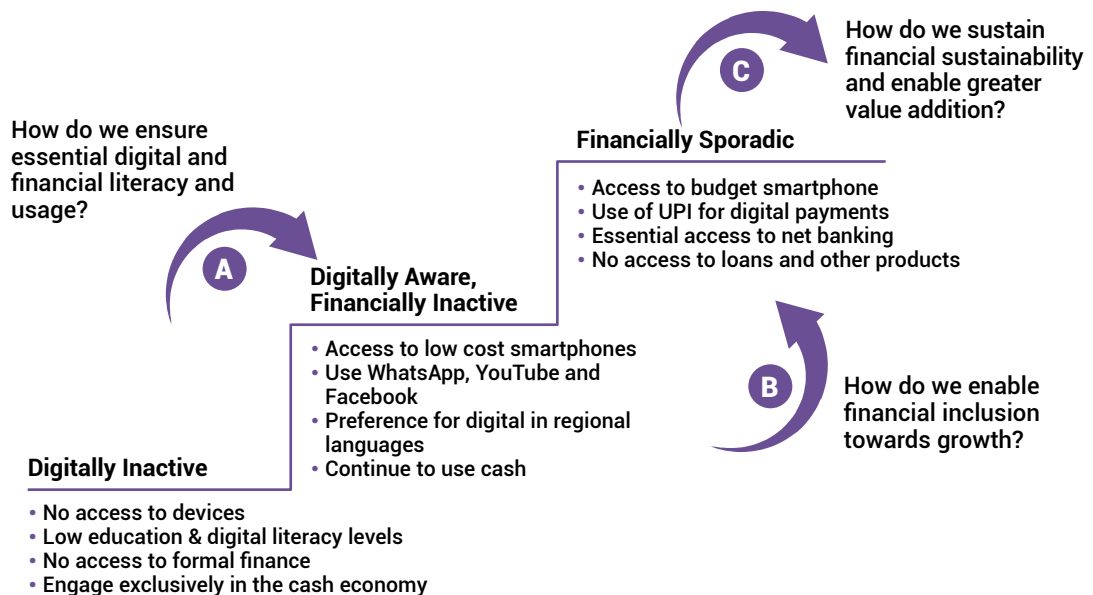 How do we ensure
essential digital and
financial literacy and
usage?
A
Digitally Inactive
• No access to devices
• Low education & digital literacy levels
• No access to formal finance
• Engage exclusively in the cash economy
Digitally Aware,
Financially Inactive
• Access to low cost smartphones
• Use WhatsApp, YouTube and
Facebook
• Preference for digital in regional
languages
• Continue to use cash
B
How do we enable
financial inclusion
towards growth?
Financially Sporadic
• Access to budget smartphone
• Use of UPI for digital payments
• Essential access to net banking
• No access to loans and other products
C
How do we sustain
financial sustainability
and enable greater
value addition?